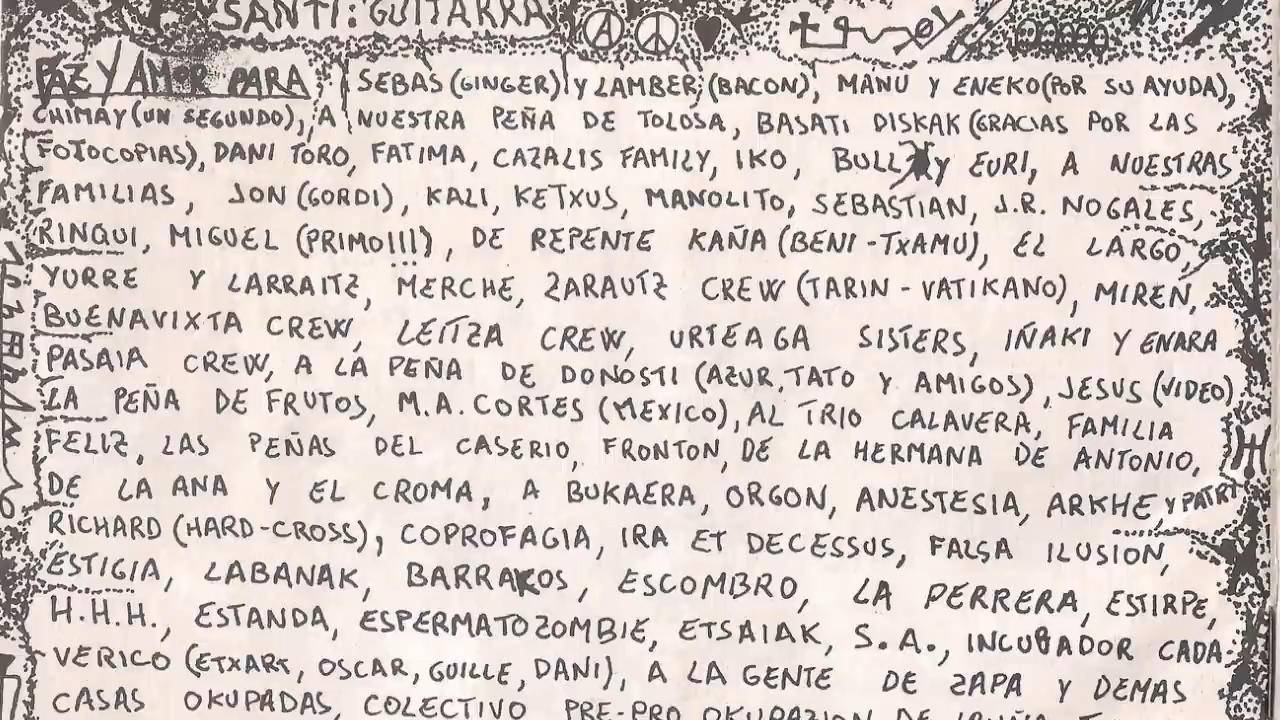 SANTI: GUITARRA
PAZ Y AMOR PARA SEBAS (GINGER) Y LAMBER (BACON), MANU Y ENEKO (POR SU AYUDA),
CHIMAY (UN SEGUNDO), A NUESTRA PEÑA DE TOLOSA, BASATI DISKAK (GRACIAS POR LAS
FOTOCOPIAS), DANI TORO, FATIMA, CAZALIS FAMILY, IKO, BULL Y EURI, A NUESTRAS
FAMILIAS, JON (GORDI), KALI, KETXUS, MANOLITO, SEBASTIAN, J.R. NOGALES,
RINGUI, MIGUEL (PRIMO!!!), DE REPENTE KAÑA (BENI - TXAMU), EL LARGO,
YURRE Y LARRAITZ, MERCHE, ZARAUTZ CREW (TARIN - VATIKANO), MIREN,
BUENAVIXTA CREW, LEITZA CREW, URTEAGA SISTERS, IÑAKI Y ENARA
PASAIA CREW, A LA PEÑA DE DONOSTI (AZUR, TATO Y AMIGOS), JESUS (VIDEO)
LA PEÑA DE FRUTOS, M.A. CORTES (MEXICO), AL TRIO CALAVERA, FAMILIA
FELIZ, LAS PEÑAS DEL CASERIO, FRONTON, DE LA HERMANA DE ANTONIO,
DE LA ANA Y EL CROMA, A BUKAERA, ORGON, ANESTESIA, ARKHE, Y PATRI
RICHARD (HARD-CROSS), COPROFAGIA, IRA ET DECESSUS, FALSA ILUSION,
ESTIGIA, LABANAK, BARRAKOS, ESCOMBRO, LA PERRERA, ESTIRPE,
H.H.H., ESTANDA, ESPERMATOZOMBIE, ETSAIAK, S.A., INCUBADOR CADA-
VERICO (ETXART, OSCAR, GUILLE, DANI), A LA GENTE DE ZAPA Y DEMAS
CASAS OKUPADAS, COLECTIVO PRE-PRO OKUPAZION DE IRUÑA